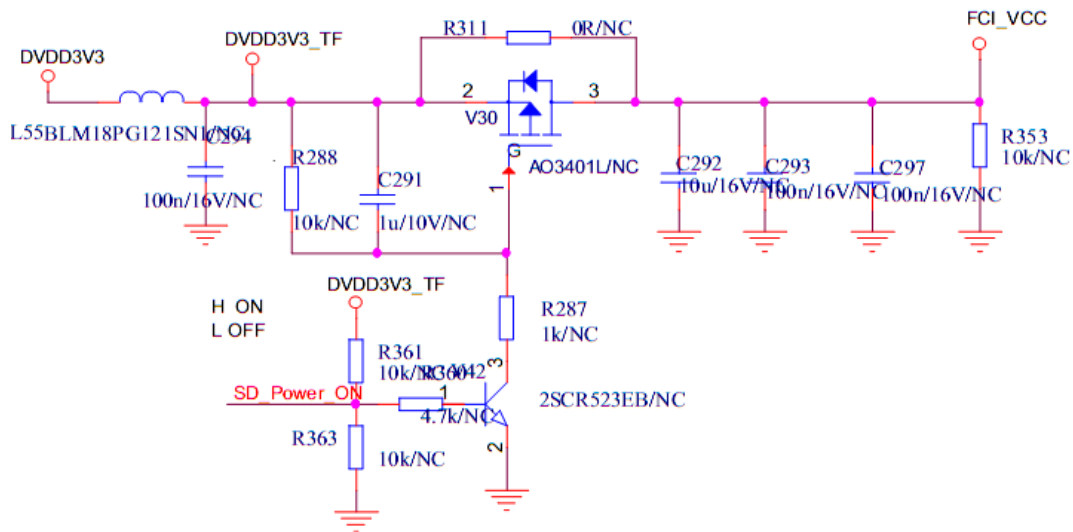 FCI_VCC
R311
0R/NC
DVDD3V3_TF
DVDD3V3
2
3
V30
L55BLM18PG121SN1/NC
C294
R288
G
AO3401L/NC
R353
10k/NC
C291
C292
C293
C297
10u/16V/NC
100n/16V/NC
100n/16V/NC
1
100n/16V/NC
10k/NC
1u/10V/NC
DVDD3V3_TF
H ON
L OFF
R287
1k/NC
R361
3
10k/NC
R360
V42
SD_Power_ON
1
2SCR523EB/NC
4.7k/NC
R363
10k/NC
2